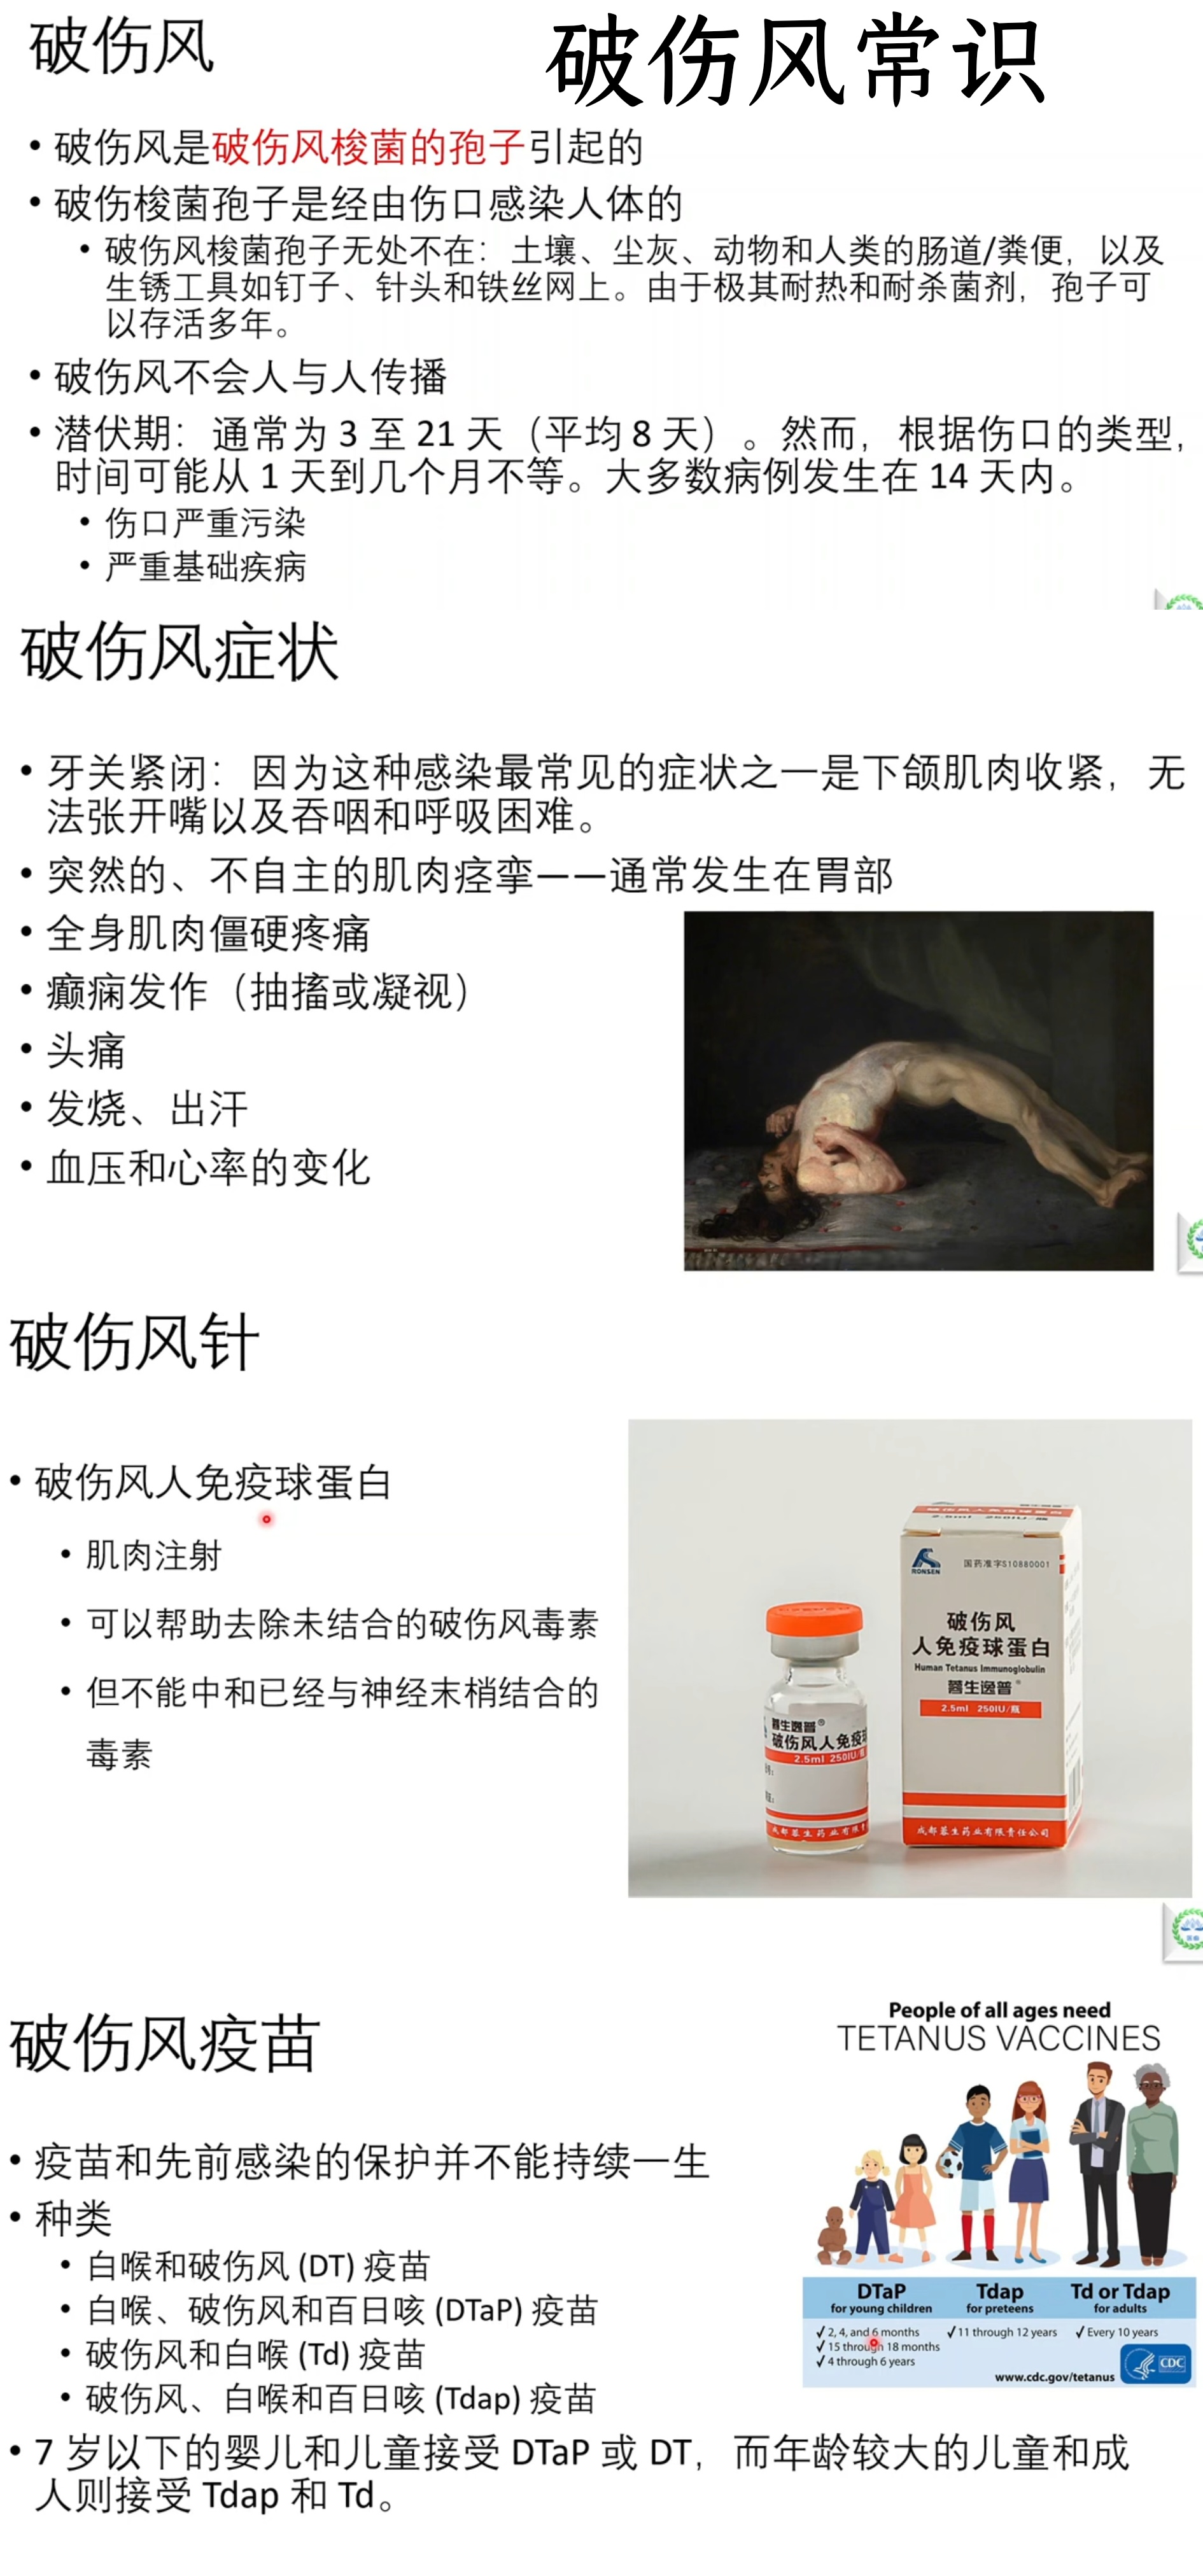 破伤风
破伤风常识
• 破伤风是破伤风梭菌的孢子引起的
• 破伤梭菌孢子是经由伤口感染人体的
• 破伤风梭菌孢子无处不在：土壤、尘灰、动物和人类的肠道/粪便，以及
生锈工具如钉子、针头和铁丝网上。由于极其耐热和耐杀菌剂，孢子可
以存活多年。
• 破伤风不会人与人传播
• 潜伏期：通常为 3 至 21 天（平均 8 天）。然而，根据伤口的类型，
时间可能从 1 天到几个月不等。大多数病例发生在 14 天内。
• 伤口严重污染
• 严重基础疾病
破伤风症状
• 牙关紧闭：因为这种感染最常见的症状之一是下颌肌肉收紧，无
法张开嘴以及吞咽和呼吸困难。
• 突然的、不自主的肌肉痉挛——通常发生在胃部
• 全身肌肉僵硬疼痛
• 癫痫发作（抽搐或凝视）
• 头痛
• 发烧、出汗
• 血压和心率的变化
破伤风针
• 破伤风人免疫球蛋白
• 肌肉注射
• 可以帮助去除未结合的破伤风毒素
• 但不能中和已经与神经末梢结合的
毒素
RONSEN
国药准字S10880001
破伤风
人免疫球蛋白
Human Tetanus Immunoglobulin
蓉生逸普®
2.5ml 250IU/瓶
成都蓉生药业有限责任公司
蓉生逸普®
破伤风人免疫球
2.5ml 250IU/瓶
成都蓉生药业有限责
破伤风疫苗
People of all ages need
TETANUS VACCINES
• 疫苗和先前感染的保护并不能持续一生
• 种类
• 白喉和破伤风 (DT) 疫苗
• 白喉、破伤风和百日咳 (DTaP) 疫苗
• 破伤风和白喉 (Td) 疫苗
• 破伤风、白喉和百日咳 (Tdap) 疫苗
DTaP
for young children
✓ 2, 4, and 6 months
✓ 15 through 18 months
✓ 4 through 6 years
Tdap
for preteens
✓ 11 through 12 years
Td or Tdap
for adults
✓ Every 10 years
www.cdc.gov/tetanus
CDC
• 7 岁以下的婴儿和儿童接受 DTaP 或 DT，而年龄较大的儿童和成
人则接受 Tdap 和 Td。